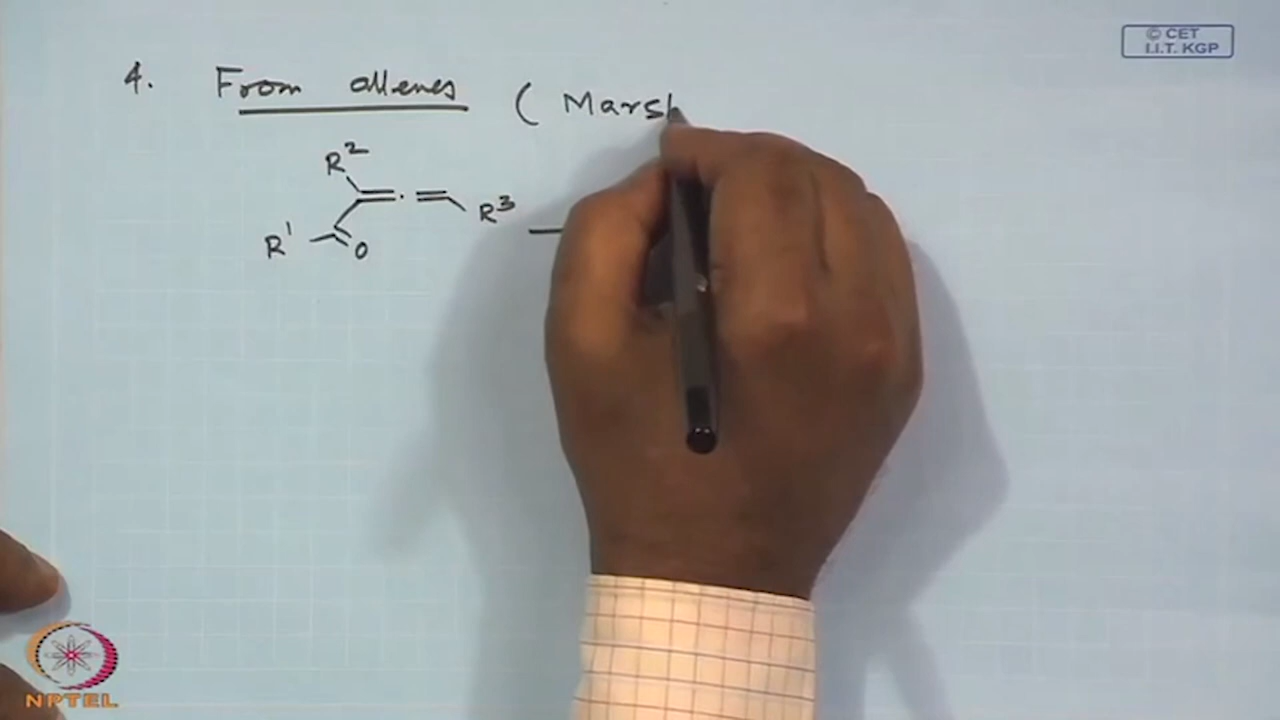 © CET
I.I.T. KGP
4. From allenes ( Marsh
R²
R³
R¹ O
NPTEL